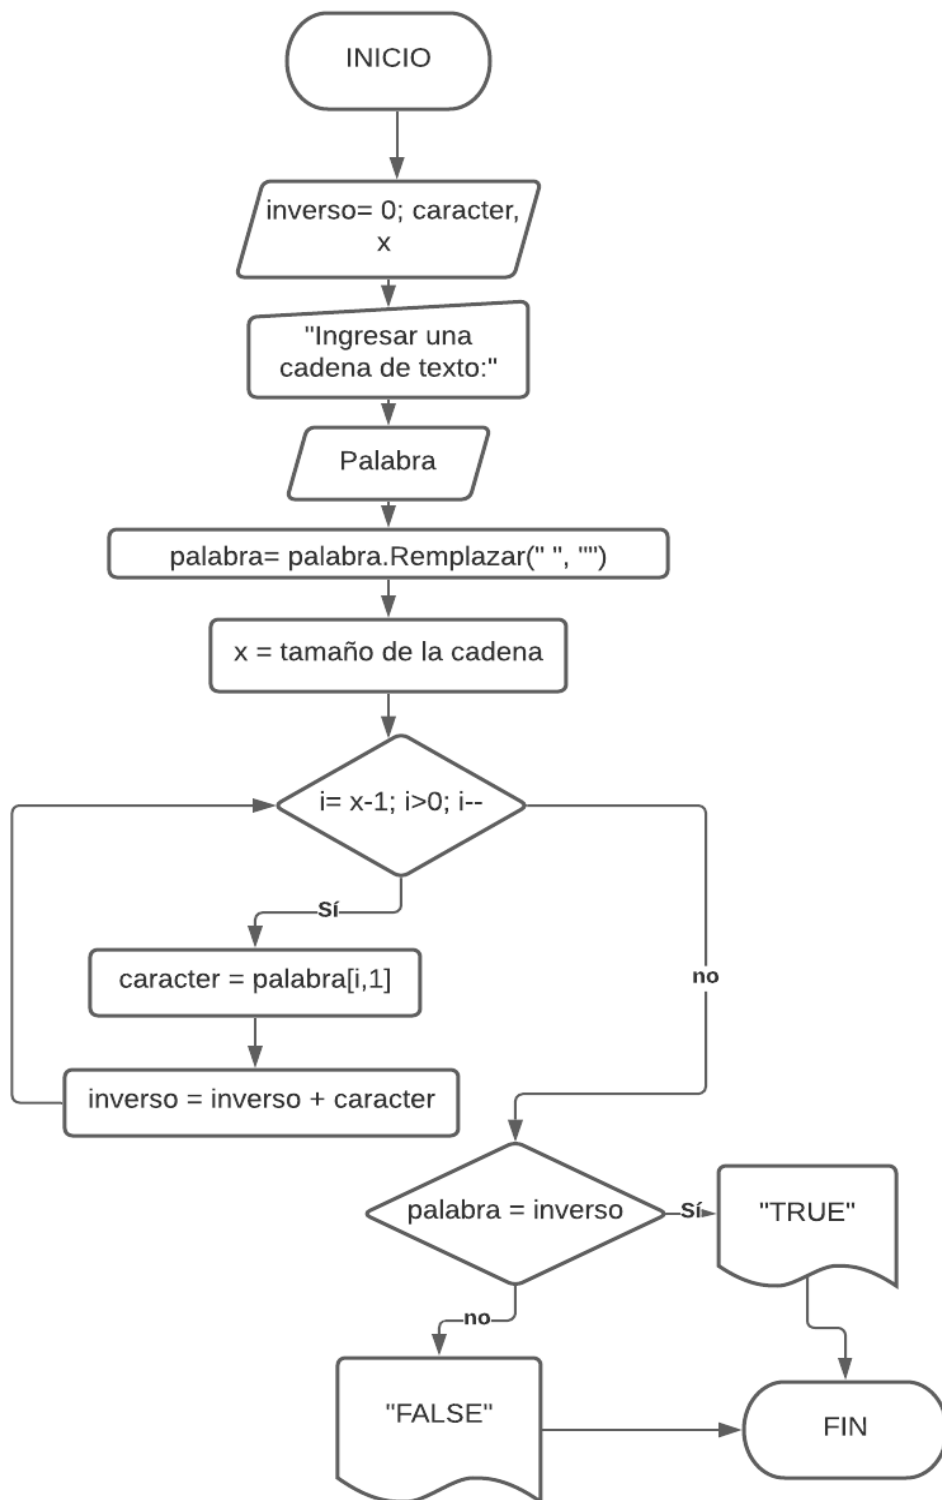 INICIO
inverso= 0; caracter,
x
"Ingresar una
cadena de texto:"
Palabra
palabra= palabra.Remplazar(" ", "")
x = tamaño de la cadena
i= x-1; i>0; i--
Sí
caracter = palabra[i,1]
no
inverso = inverso + caracter
palabra = inverso
Sí
"TRUE"
no
"FALSE"
FIN